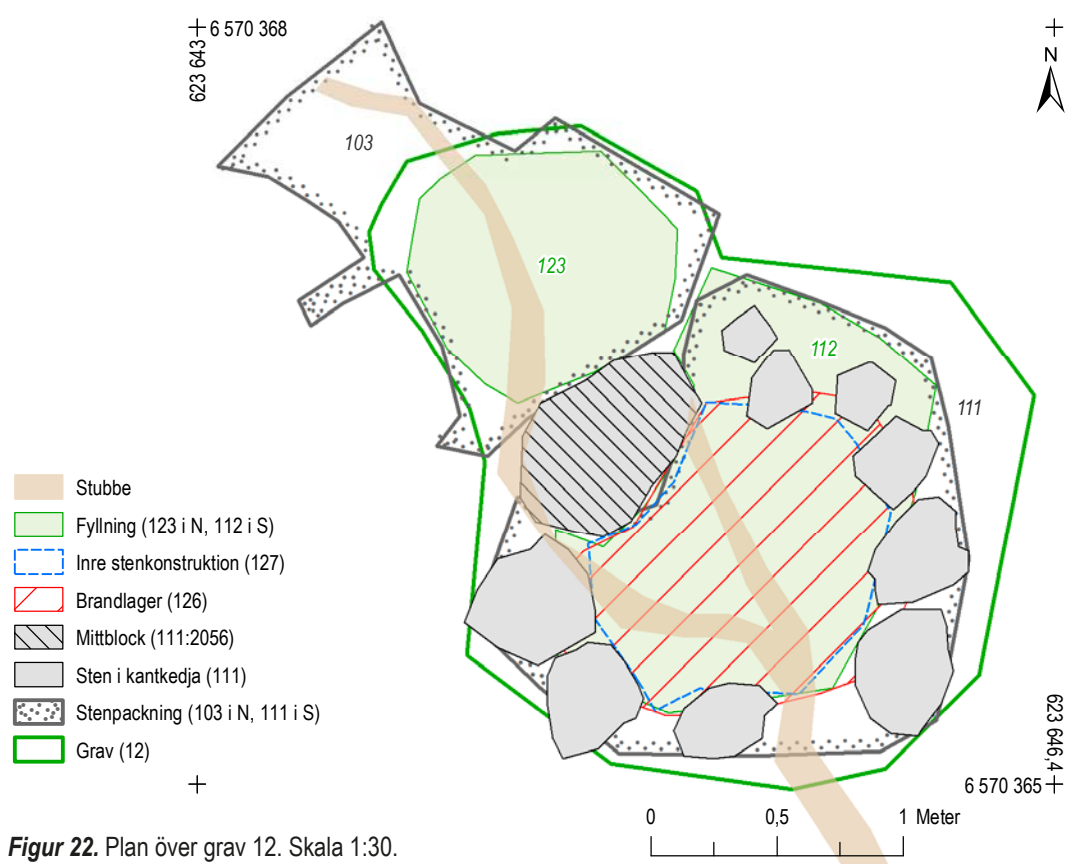 6 570 368
623 643
N
103
123
112
111
Stubbe
Fyllning (123 i N, 112 i S)
Inre stenkonstruktion (127)
Brandlager (126)
Mittblock (111:2056)
Sten i kantkedja (111)
Stenpackning (103 i N, 111 i S)
Grav (12)
623 646,4
6 570 365
0 0,5 1 Meter
Figur 22. Plan över grav 12. Skala 1:30.